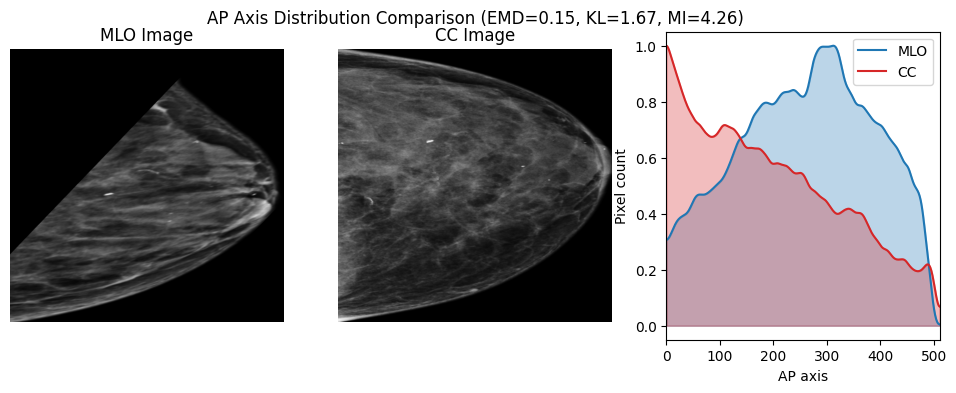 AP Axis Distribution Comparison (EMD=0.15, KL=1.67, MI=4.26)
MLO Image
CC Image
MLO
CC
1.0
0.8
0.6
0.4
0.2
0.0
Pixel count
0 100 200 300 400 500
AP axis